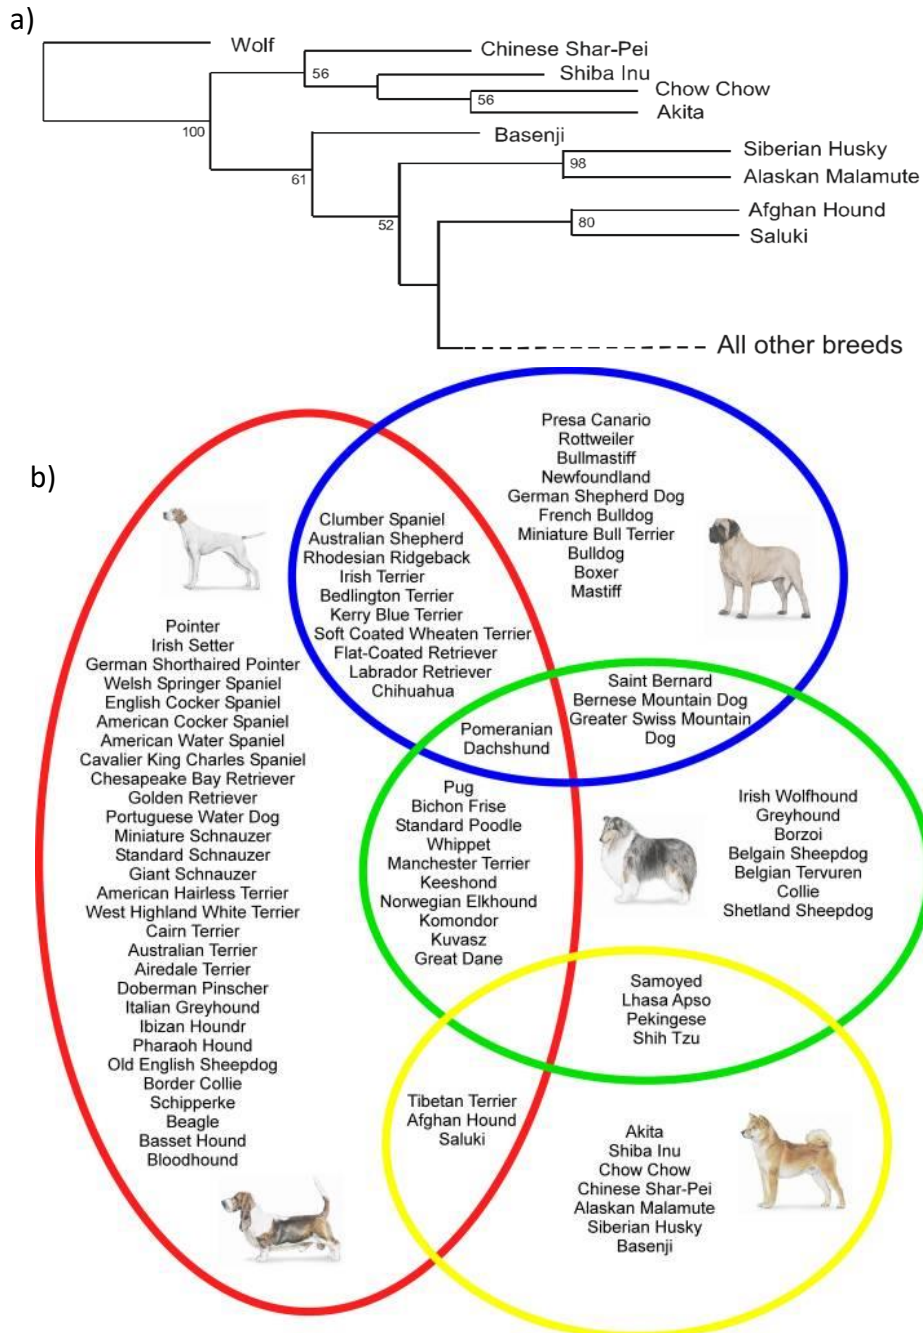 a)
Wolf
Chinese Shar-Pei
56
Shiba Inu
Chow Chow
56
Akita
100
Basenji
Siberian Husky
98
61
Alaskan Malamute
Afghan Hound
52
80
Saluki
All other breeds
b)
Presa Canario
Rottweiler
Bullmastiff
Newfoundland
German Shepherd Dog
French Bulldog
Miniature Bull Terrier
Bulldog
Boxer
Mastiff
Clumber Spaniel
Australian Shepherd
Rhodesian Ridgeback
Irish Terrier
Bedlington Terrier
Kerry Blue Terrier
Soft Coated Wheaten Terrier
Flat-Coated Retriever
Labrador Retriever
Chihuahua
Pointer
Irish Setter
German Shorthaired Pointer
Welsh Springer Spaniel
English Cocker Spaniel
American Cocker Spaniel
American Water Spaniel
Cavalier King Charles Spaniel
Chesapeake Bay Retriever
Golden Retriever
Portuguese Water Dog
Miniature Schnauzer
Standard Schnauzer
Giant Schnauzer
American Hairless Terrier
West Highland White Terrier
Cairn Terrier
Australian Terrier
Airedale Terrier
Doberman Pinscher
Italian Greyhound
Ibizan Houndr
Pharaoh Hound
Old English Sheepdog
Border Collie
Schipperke
Beagle
Basset Hound
Bloodhound
Saint Bernard
Bernese Mountain Dog
Greater Swiss Mountain
Dog
Pomeranian
Dachshund
Pug
Bichon Frise
Standard Poodle
Whippet
Manchester Terrier
Keeshond
Norwegian Elkhound
Komondor
Kuvasz
Great Dane
Irish Wolfhound
Greyhound
Borzoi
Belgain Sheepdog
Belgian Tervuren
Collie
Shetland Sheepdog
Samoyed
Lhasa Apso
Pekingese
Shih Tzu
Tibetan Terrier
Afghan Hound
Saluki
Akita
Shiba Inu
Chow Chow
Chinese Shar-Pei
Alaskan Malamute
Siberian Husky
Basenji